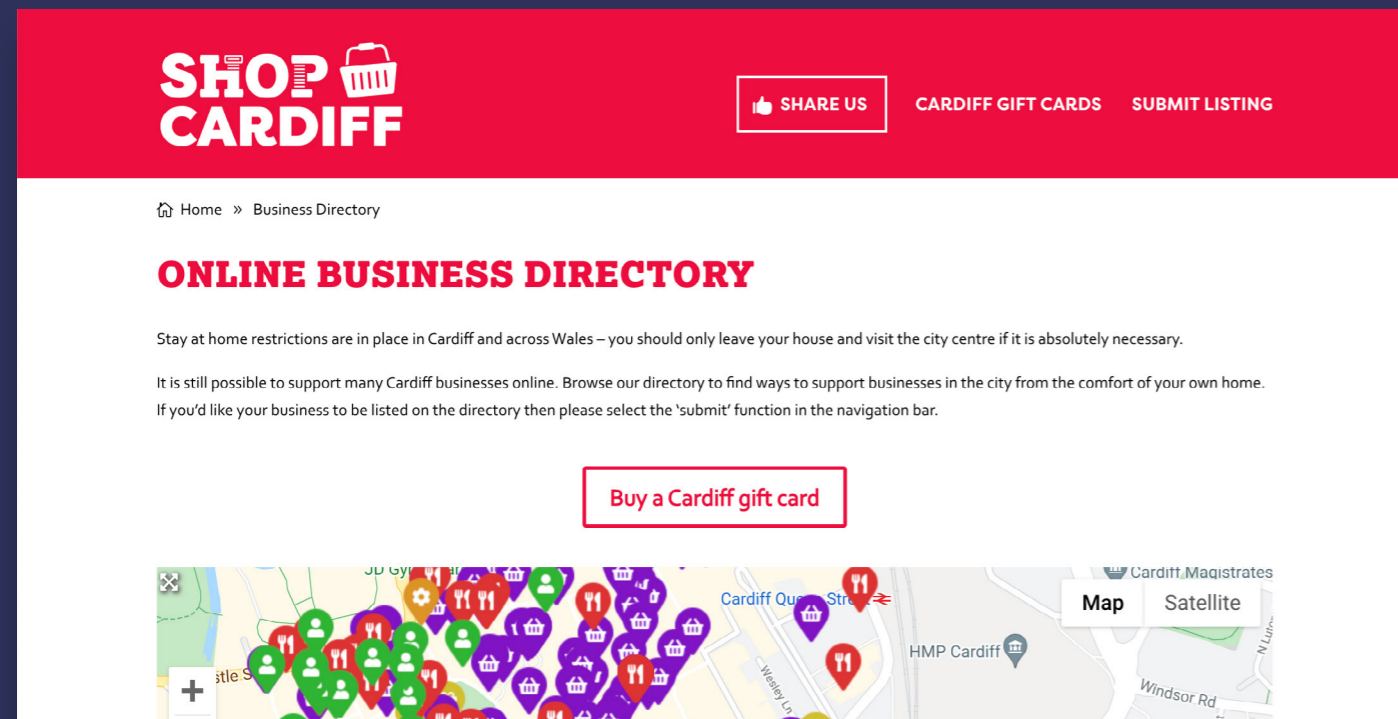 SHOP
CARDIFF
SHARE US
CARDIFF GIFT CARDS
SUBMIT LISTING
Home » Business Directory
ONLINE BUSINESS DIRECTORY
Stay at home restrictions are in place in Cardiff and across Wales – you should only leave your house and visit the city centre if it is absolutely necessary.
It is still possible to support many Cardiff businesses online. Browse our directory to find ways to support businesses in the city from the comfort of your own home.
If you'd like your business to be listed on the directory then please select the ‘submit’ function in the navigation bar.
Buy a Cardiff gift card
JD
Cardiff Magistrates
Cardiff
Map
Satellite
HMP Cardiff
Wesley Ln
Windsor Rd